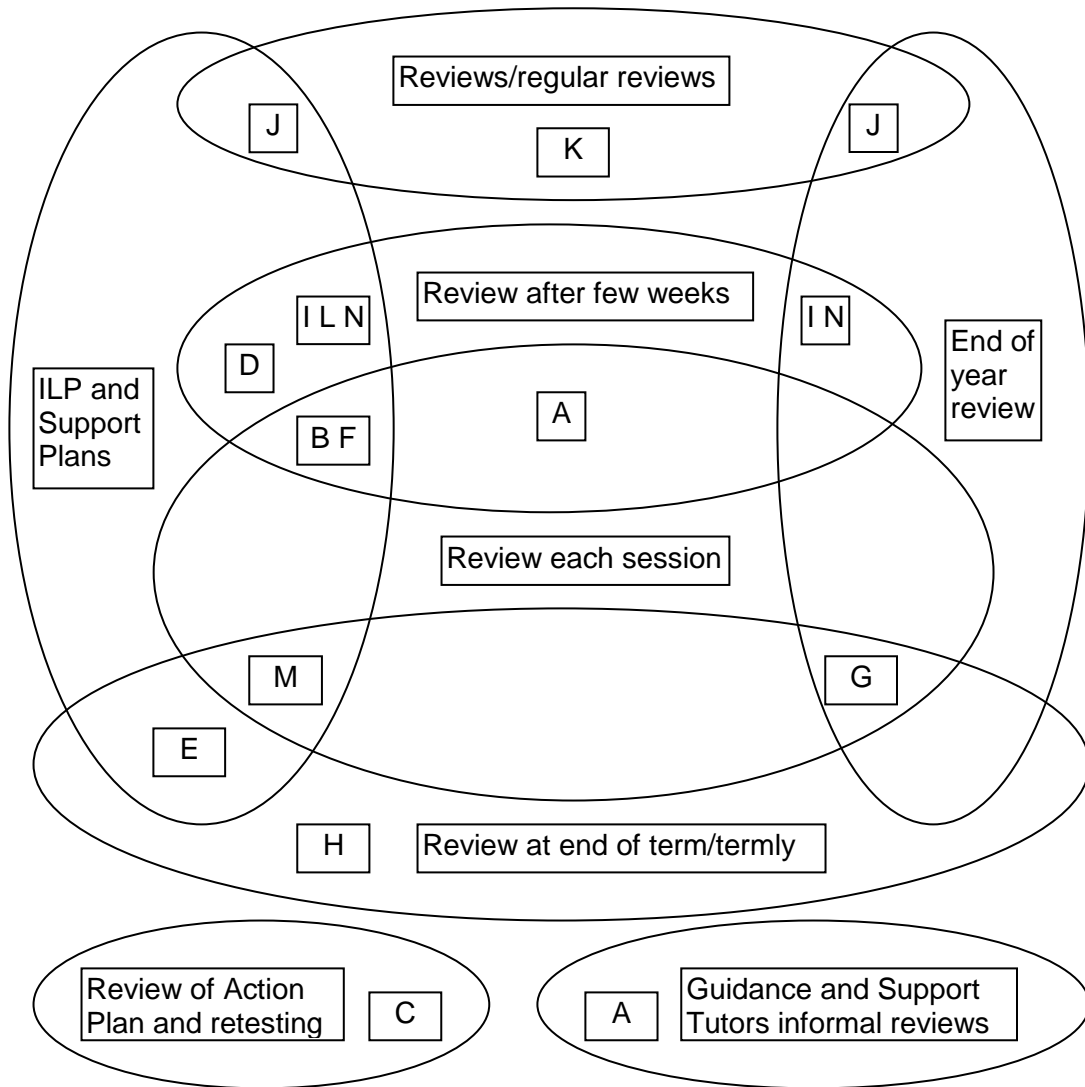 Reviews/regular reviews
J
J
K
Review after few weeks
I L N
I N
End of
year
review
D
ILP and
Support
Plans
A
B F
Review each session
M
G
E
H
Review at end of term/termly
Review of Action
Plan and retesting
C
A
Guidance and Support
Tutors informal reviews